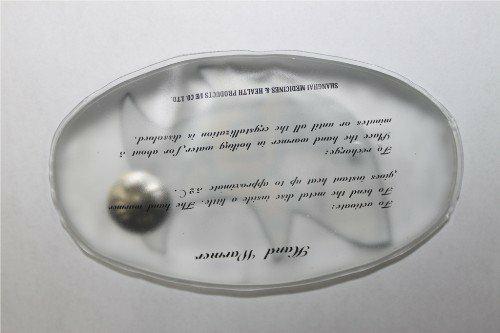 Hand Warmer
To activate:
To bend the metal disc inside a little. The hand warmer
gives instant heat up to approximate 52C.
To recharge:
Place the hand warmer in boiling water for about 5
minutes or until all the crystallization is dissolved.
SHANGHAI MEDICINES & HEALTH PRODUCTS I/E CO. LTD.